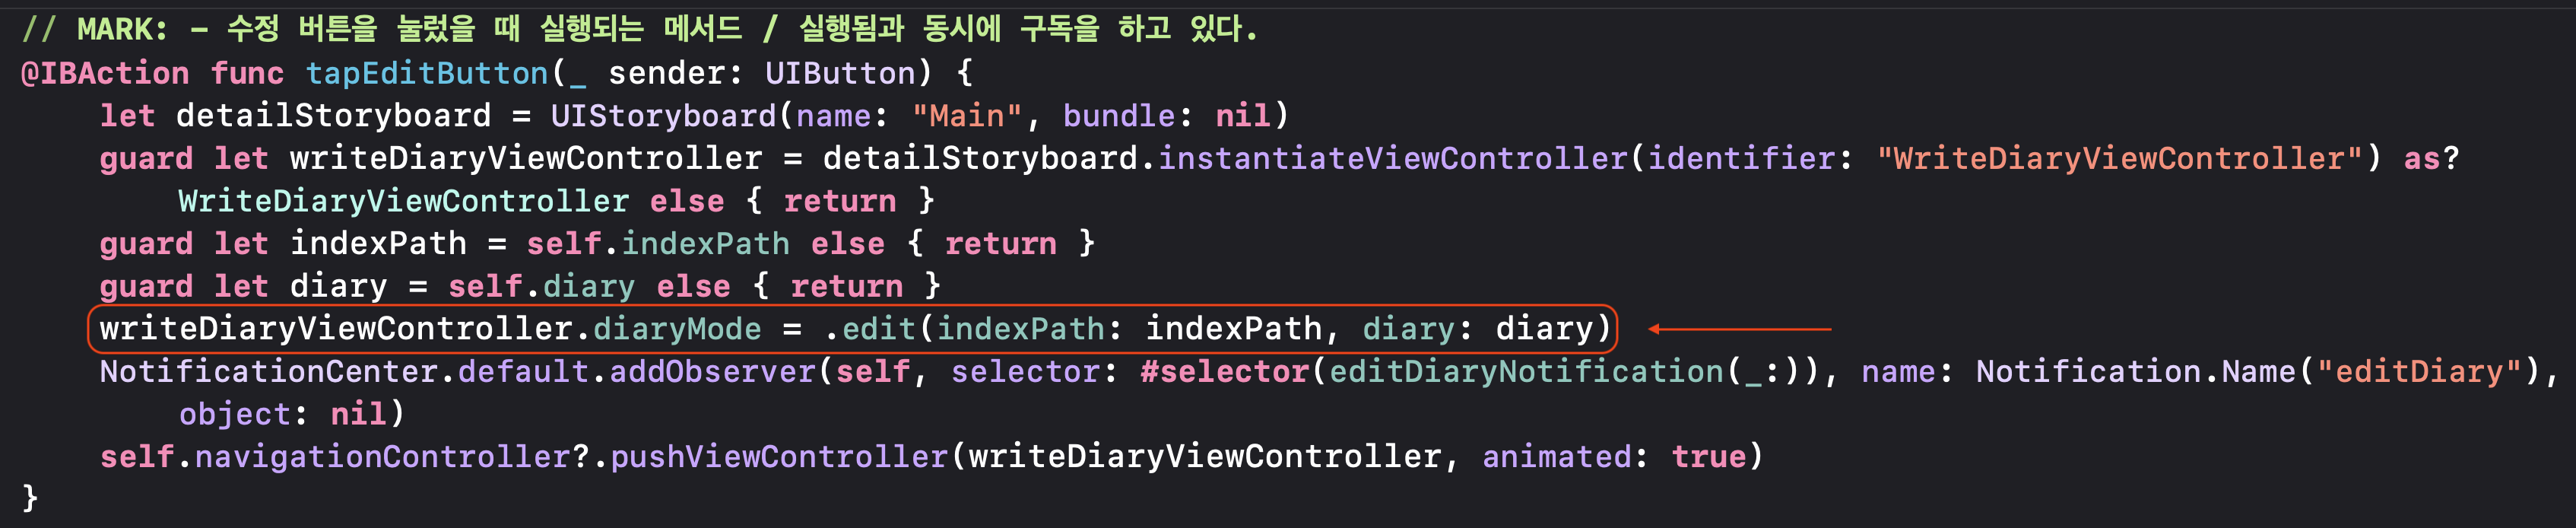 // MARK: - 수정 버튼을 눌렀을 때 실행되는 메서드 / 실행됨과 동시에 구독을 하고 있다.
@IBAction func tapEditButton(_ sender: UIButton) {
let detailStoryboard = UIStoryboard(name: "Main", bundle: nil)
guard let writeDiaryViewController = detailStoryboard.instantiateViewController(identifier: "WriteDiaryViewController") as?
WriteDiaryViewController else { return }
guard let indexPath = self.indexPath else { return }
guard let diary = self.diary else { return }
writeDiaryViewController.diaryMode = .edit(indexPath: indexPath, diary: diary)
NotificationCenter.default.addObserver(self, selector: #selector(editDiaryNotification(_:)), name: Notification.Name("editDiary"),
object: nil)
self.navigationController?.pushViewController(writeDiaryViewController, animated: true)
}